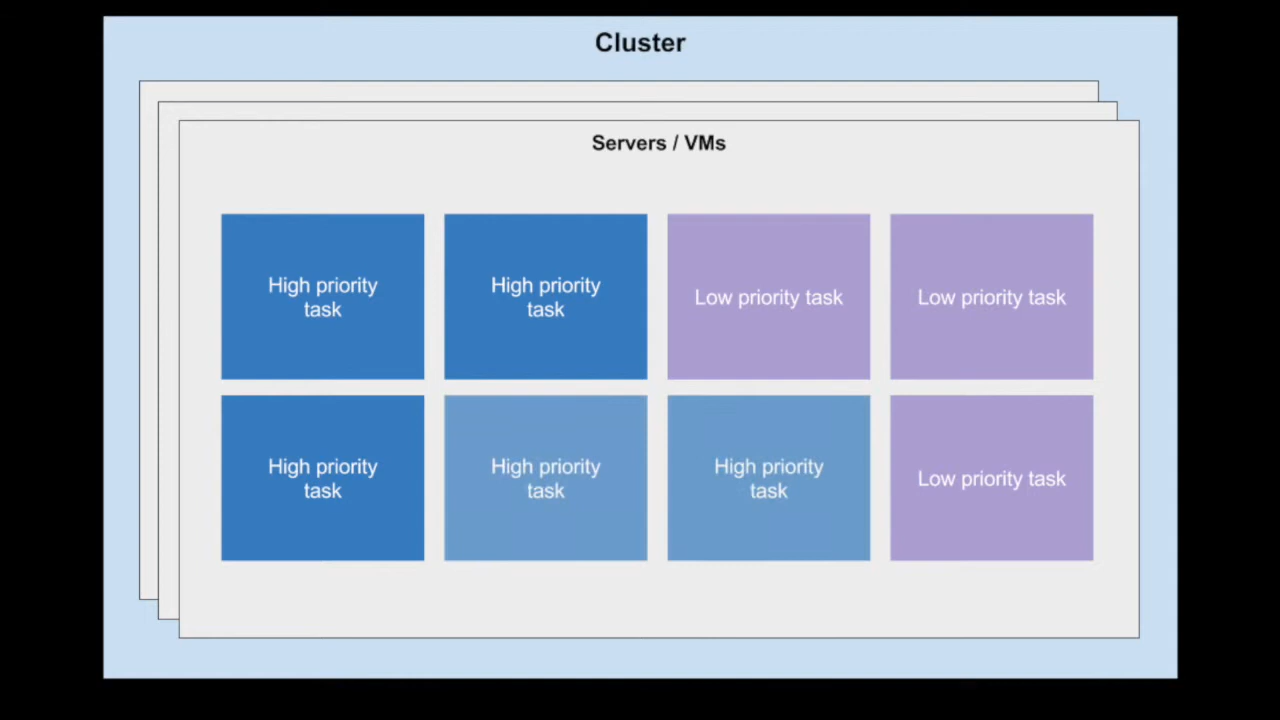 Cluster
Servers / VMs
High priority
task
High priority
task
Low priority task
Low priority task
High priority
task
High priority
task
High priority
task
Low priority task